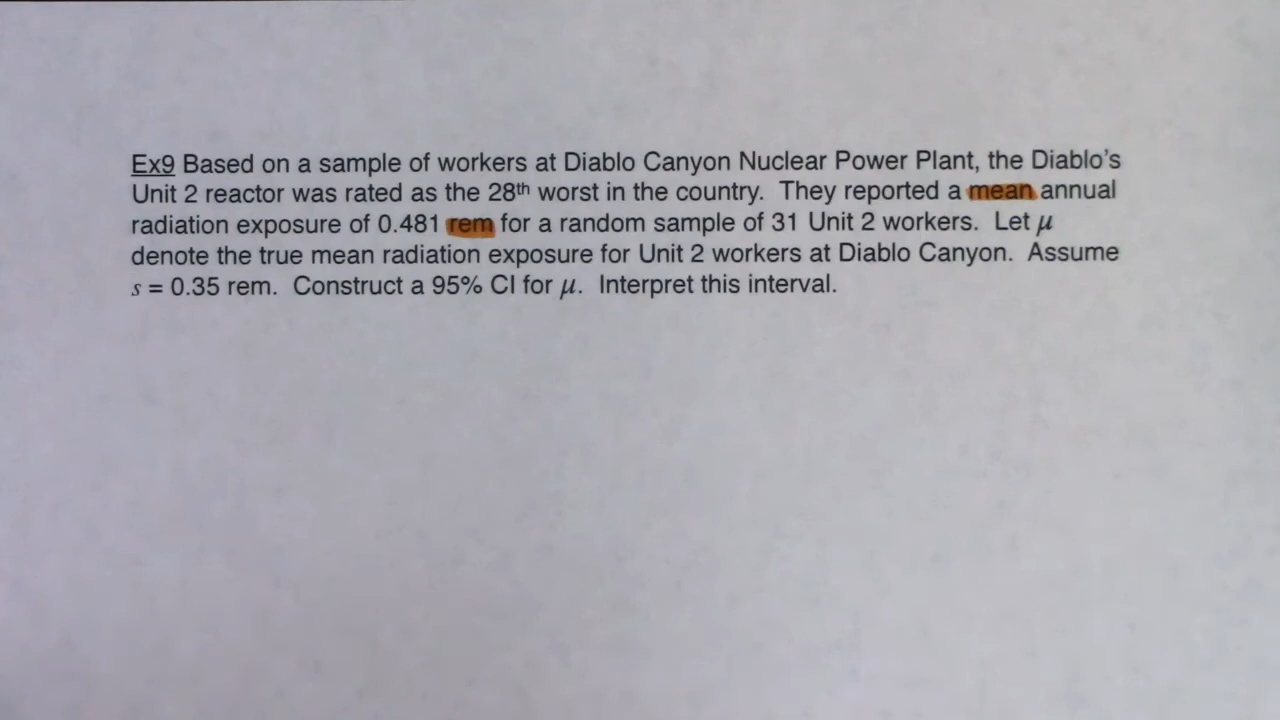 Ex9 Based on a sample of workers at Diablo Canyon Nuclear Power Plant, the Diablo's
Unit 2 reactor was rated as the 28th worst in the country. They reported a mean annual
radiation exposure of 0.481 rem for a random sample of 31 Unit 2 workers. Let μ
denote the true mean radiation exposure for Unit 2 workers at Diablo Canyon. Assume
s = 0.35 rem. Construct a 95% CI for μ. Interpret this interval.